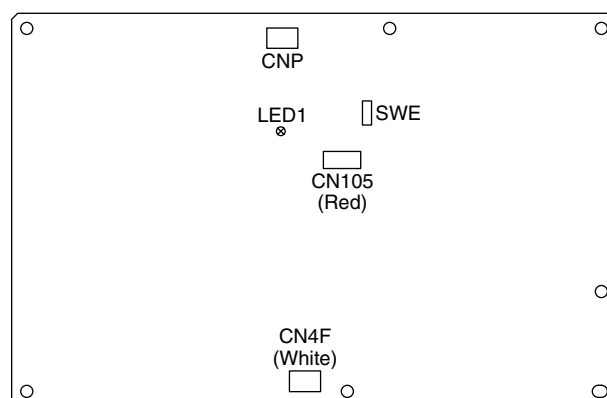 CNP
LED1
SWE
CN105
(Red)
CN4F
(White)